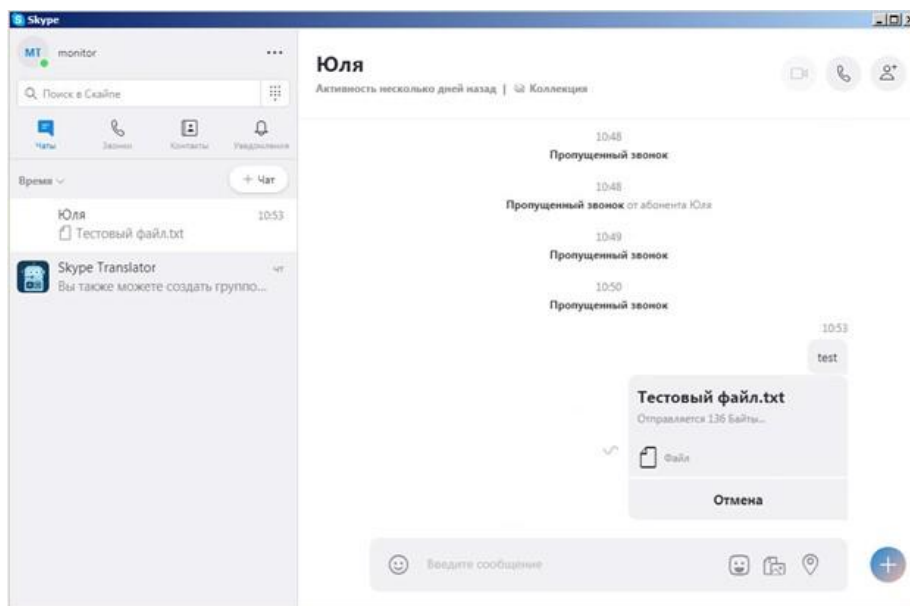 Skype
MT monitor
Поиск в Скайпе
Чаты Звонки Контакты Уведомления
Время
+ Чат
Юля 10:53
Тестовый файл.txt
Skype Translator чт
Вы также можете создать группо...
Юля
Активность несколько дней назад | Коллекция
10:48
Пропущенный звонок
10:48
Пропущенный звонок от абонента Юля
10:49
Пропущенный звонок
10:50
Пропущенный звонок
10:53
test
Тестовый файл.txt
Отправляется 136 Байты...
Файл
Отмена
Введите сообщение